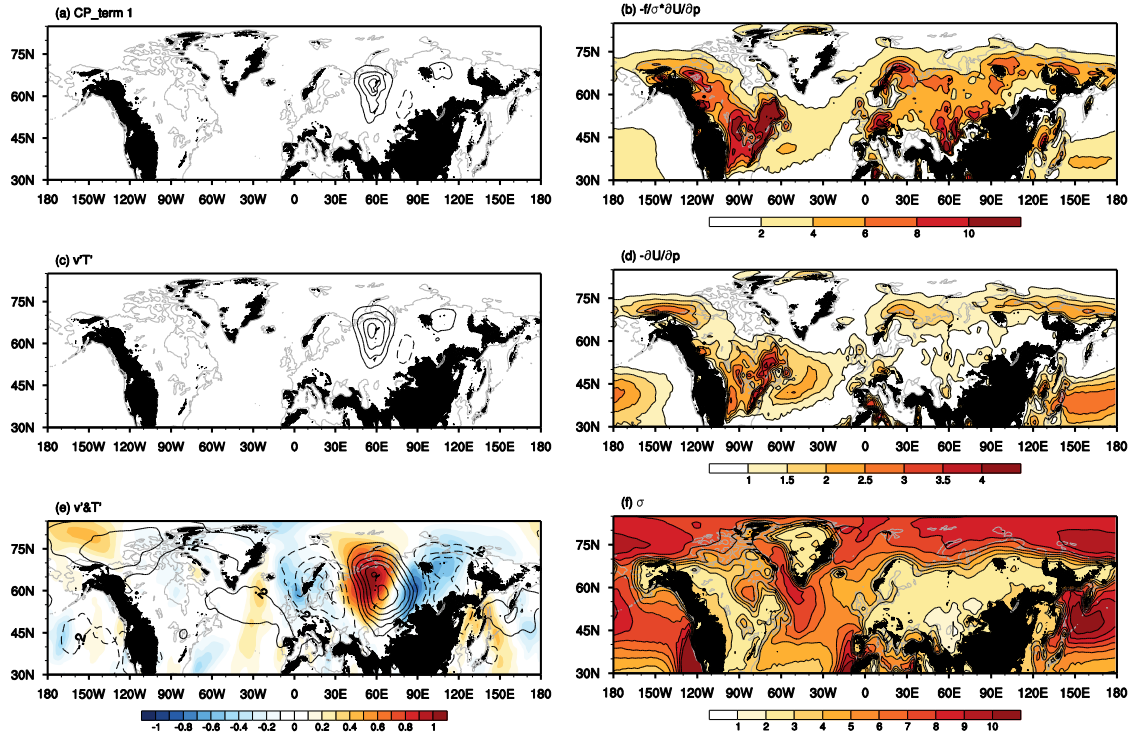 (a) CP_term 1
75N
60N
45N
30N
180 150W 120W 90W 60W 30W 0 30E 60E 90E 120E 150E 180
(b) -f/σ*∂U/∂p
75N
60N
45N
30N
180 150W 120W 90W 60W 30W 0 30E 60E 90E 120E 150E 180
2 4 6 8 10
(c) v'T'
75N
60N
45N
30N
180 150W 120W 90W 60W 30W 0 30E 60E 90E 120E 150E 180
(d) -∂U/∂p
75N
60N
45N
30N
180 150W 120W 90W 60W 30W 0 30E 60E 90E 120E 150E 180
1 1.5 2 2.5 3 3.5 4
(e) v'&T'
75N
60N
45N
30N
180 150W 120W 90W 60W 30W 0 30E 60E 90E 120E 150E 180
-1 -0.8 -0.6 -0.4 -0.2 0 0.2 0.4 0.6 0.8 1
(f) σ
75N
60N
45N
30N
180 150W 120W 90W 60W 30W 0 30E 60E 90E 120E 150E 180
1 2 3 4 5 6 7 8 9 10